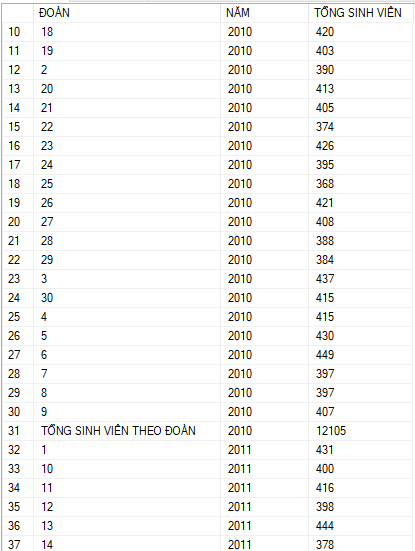 ĐOÀN NĂM TỔNG SINH VIÊN
10 18 2010 420
11 19 2010 403
12 2 2010 390
13 20 2010 413
14 21 2010 405
15 22 2010 374
16 23 2010 426
17 24 2010 395
18 25 2010 368
19 26 2010 421
20 27 2010 408
21 28 2010 388
22 29 2010 384
23 3 2010 437
24 30 2010 415
25 4 2010 415
26 5 2010 430
27 6 2010 449
28 7 2010 397
29 8 2010 397
30 9 2010 407
31 TỔNG SINH VIÊN THEO ĐOÀN 2010 12105
32 1 2011 431
33 10 2011 400
34 11 2011 416
35 12 2011 398
36 13 2011 444
37 14 2011 378